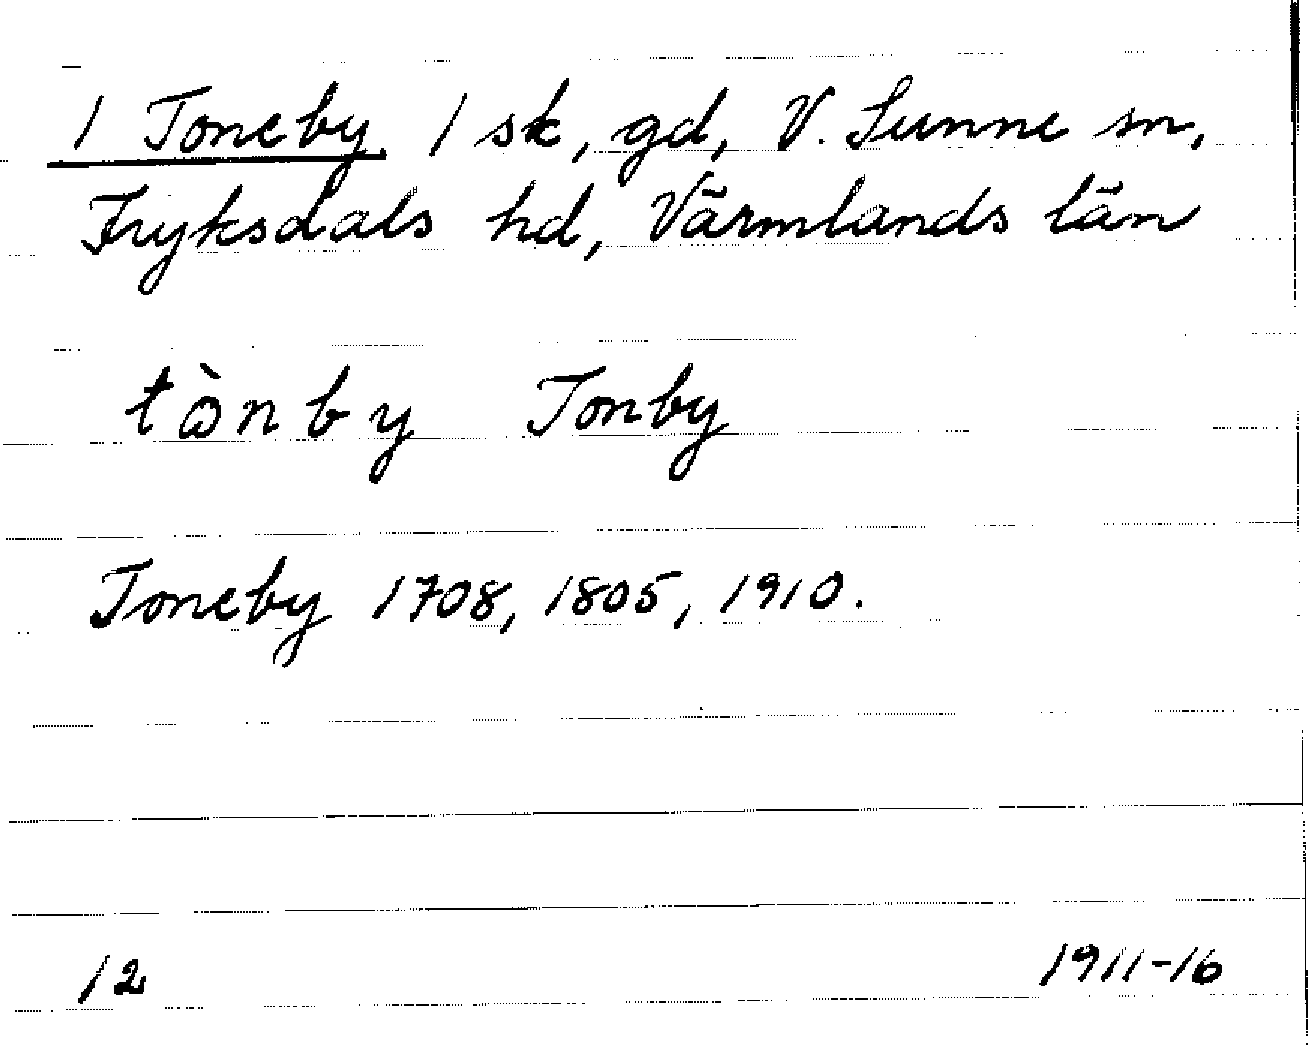 1 Toneby 1 sk, gd, V. Sunne sn,
Fryksdals hd, Värmlands län
tònby Tonby
Toneby 1708, 1805, 1910.
12 1911-16